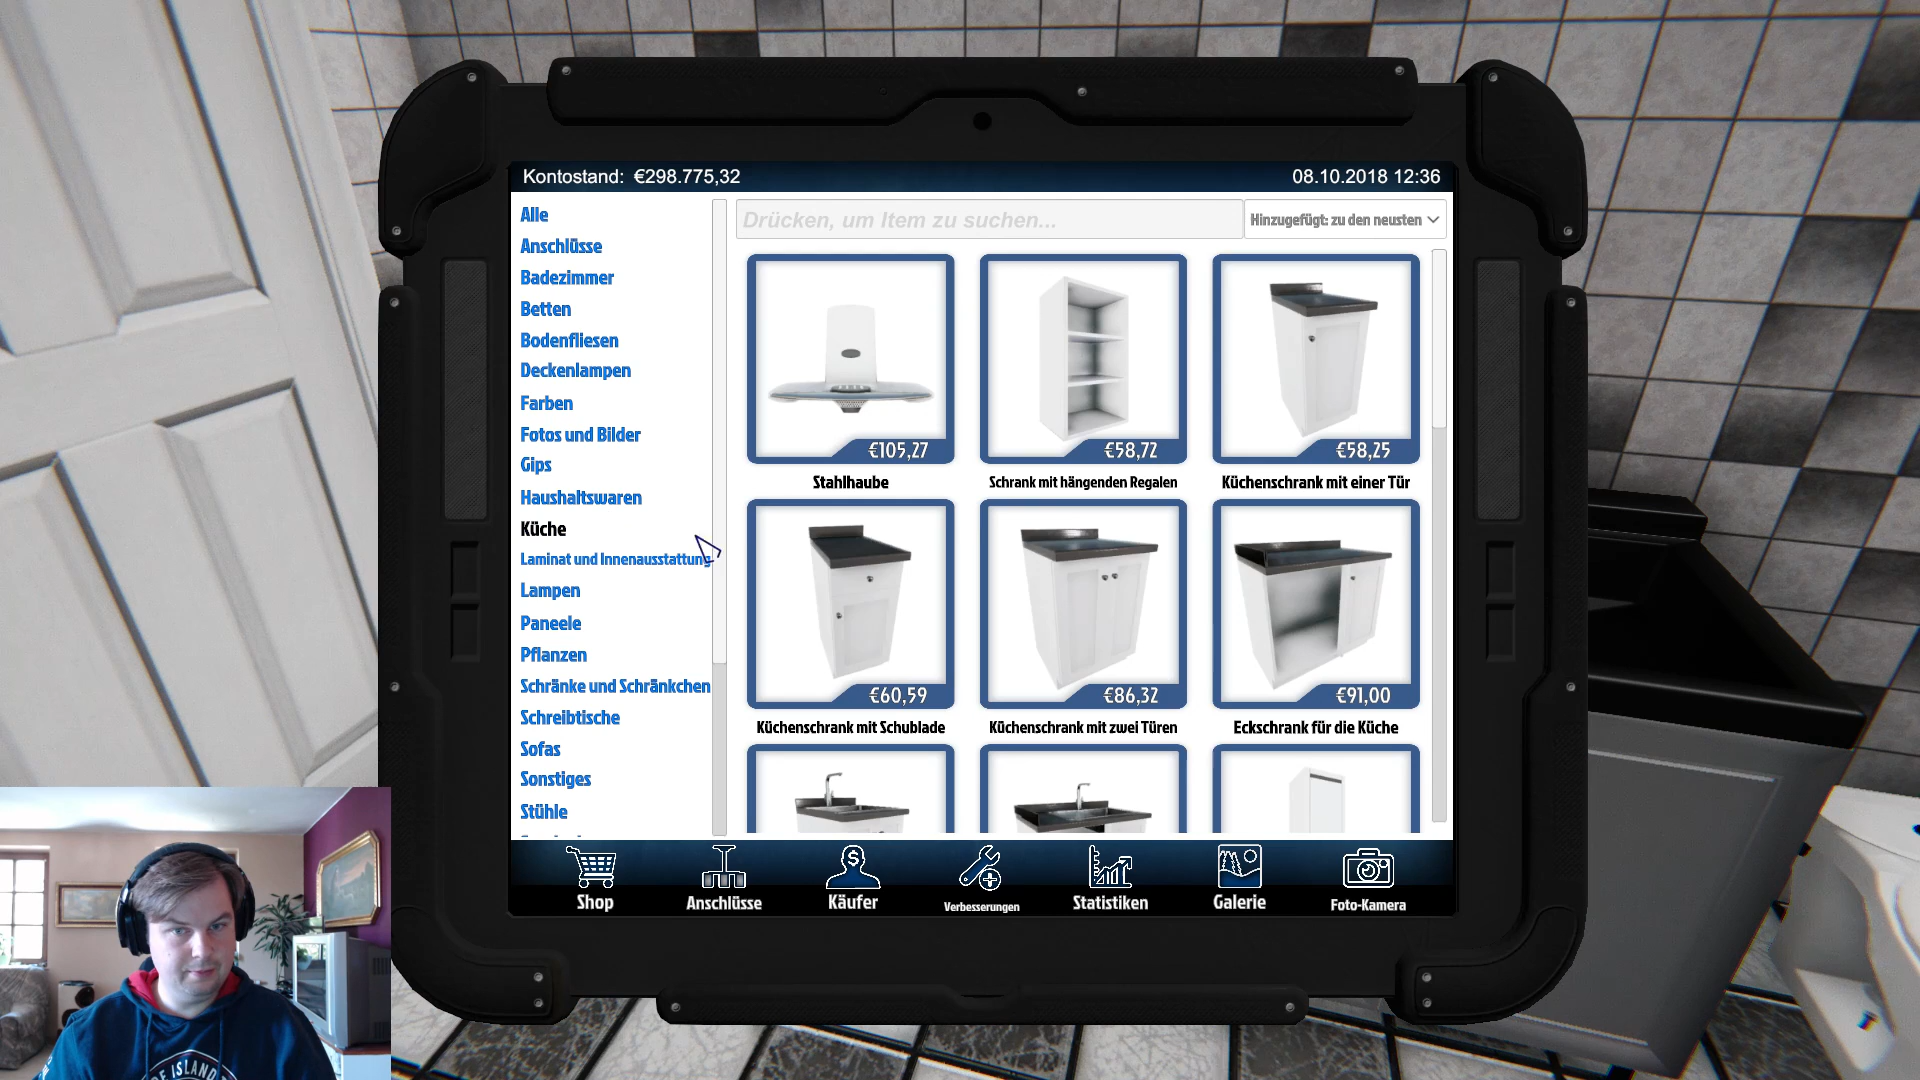 Kontostand: €298.775,32
08.10.2018 12:36
Alle
Anschlüsse
Badezimmer
Betten
Bodenfliesen
Deckenlampen
Farben
Fotos und Bilder
Gips
Haushaltswaren
Küche
Laminat und Innenausstattung
Lampen
Paneele
Pflanzen
Schränke und Schränkchen
Schreibtische
Sofas
Sonstiges
Stühle
Drücken, um Item zu suchen...
Hinzugefügt: zu den neusten
€105,27
€58,72
€58,25
Stahlhaube
Schrank mit hängenden Regalen
Küchenschrank mit einer Tür
€60,59
€86,32
€91,00
Küchenschrank mit Schublade
Küchenschrank mit zwei Türen
Eckschrank für die Küche
Shop
Anschlüsse
Käufer
Verbesserungen
Statistiken
Galerie
Foto-Kamera
ISLAND